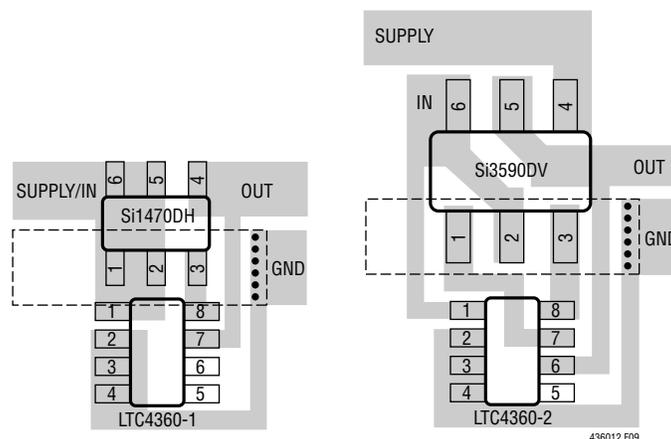 SUPPLY/IN
6
5
4
OUT
Si1470DH
1
2
3
GND
1
2
3
4
8
7
6
5
LTC4360-1
SUPPLY
IN
6
5
4
Si3590DV
OUT
1
2
3
GND
1
2
3
4
8
7
6
5
LTC4360-2
436012 F09